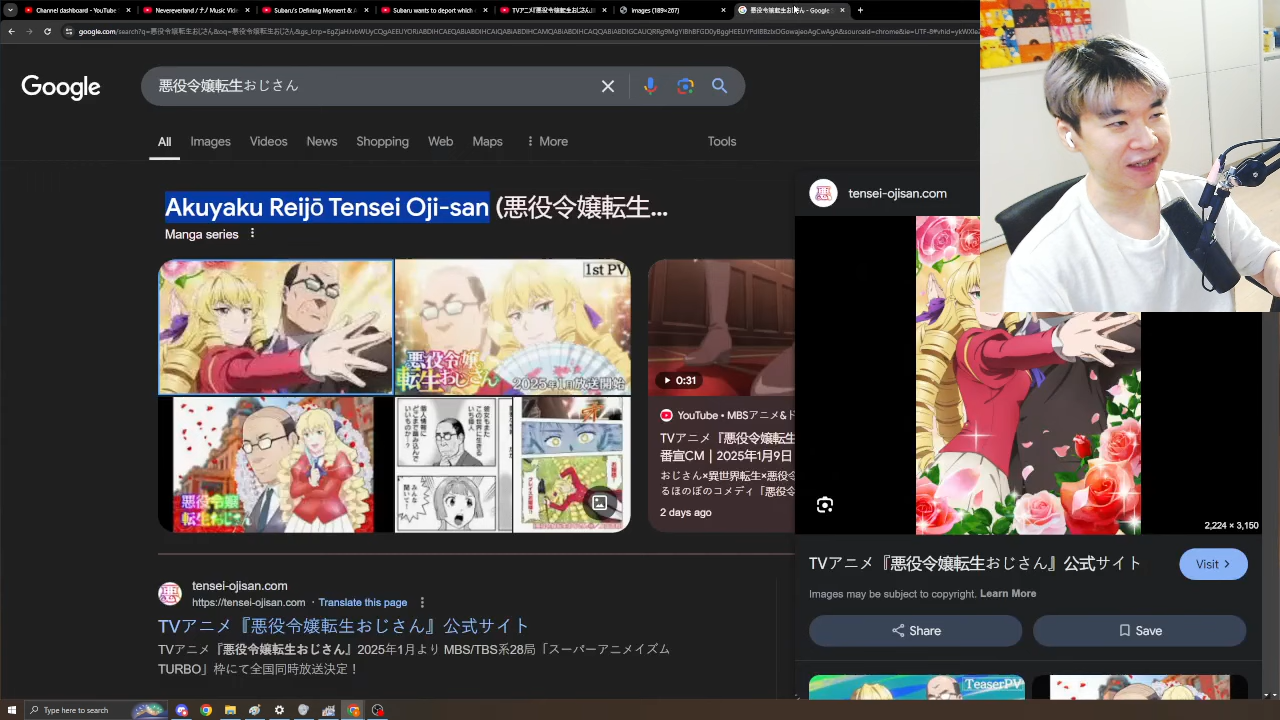 Channel dashboard - YouTube
Nevereverland / ナノ Music Vide
Subaru's Defining Moment & A
Subaru wants to deport which
TVアニメ『悪役令嬢転生おじさん
images (189×267)
悪役令嬢転生おじさん - Google S
Google
悪役令嬢転生おじさん
All
Images
Videos
News
Shopping
Web
Maps
More
Tools
Akuyaku Reijō Tensei Oji-san (悪役令嬢転生...
Manga series
1st PV
悪役令嬢
転生おじさん
2025年1月放送開始
悪役令嬢
転生おじさん
0:31
YouTube • MBSアニメ&ド
TVアニメ『悪役令嬢転生
番宣CM｜2025年1月9日
おじさん×異世界転生×悪役令
るほのぼのコメディ『悪役令
2 days ago
tensei-ojisan.com
https://tensei-ojisan.com · Translate this page
TVアニメ『悪役令嬢転生おじさん』公式サイト
TVアニメ『悪役令嬢転生おじさん』2025年1月より MBS/TBS系28局「スーパーアニメイズム
TURBO」枠にて全国同時放送決定！
tensei-ojisan.com
2,224 × 3,150
TVアニメ『悪役令嬢転生おじさん』公式サイト
Visit
Images may be subject to copyright. Learn More
Share
Save
TeaserPV
Type here to search